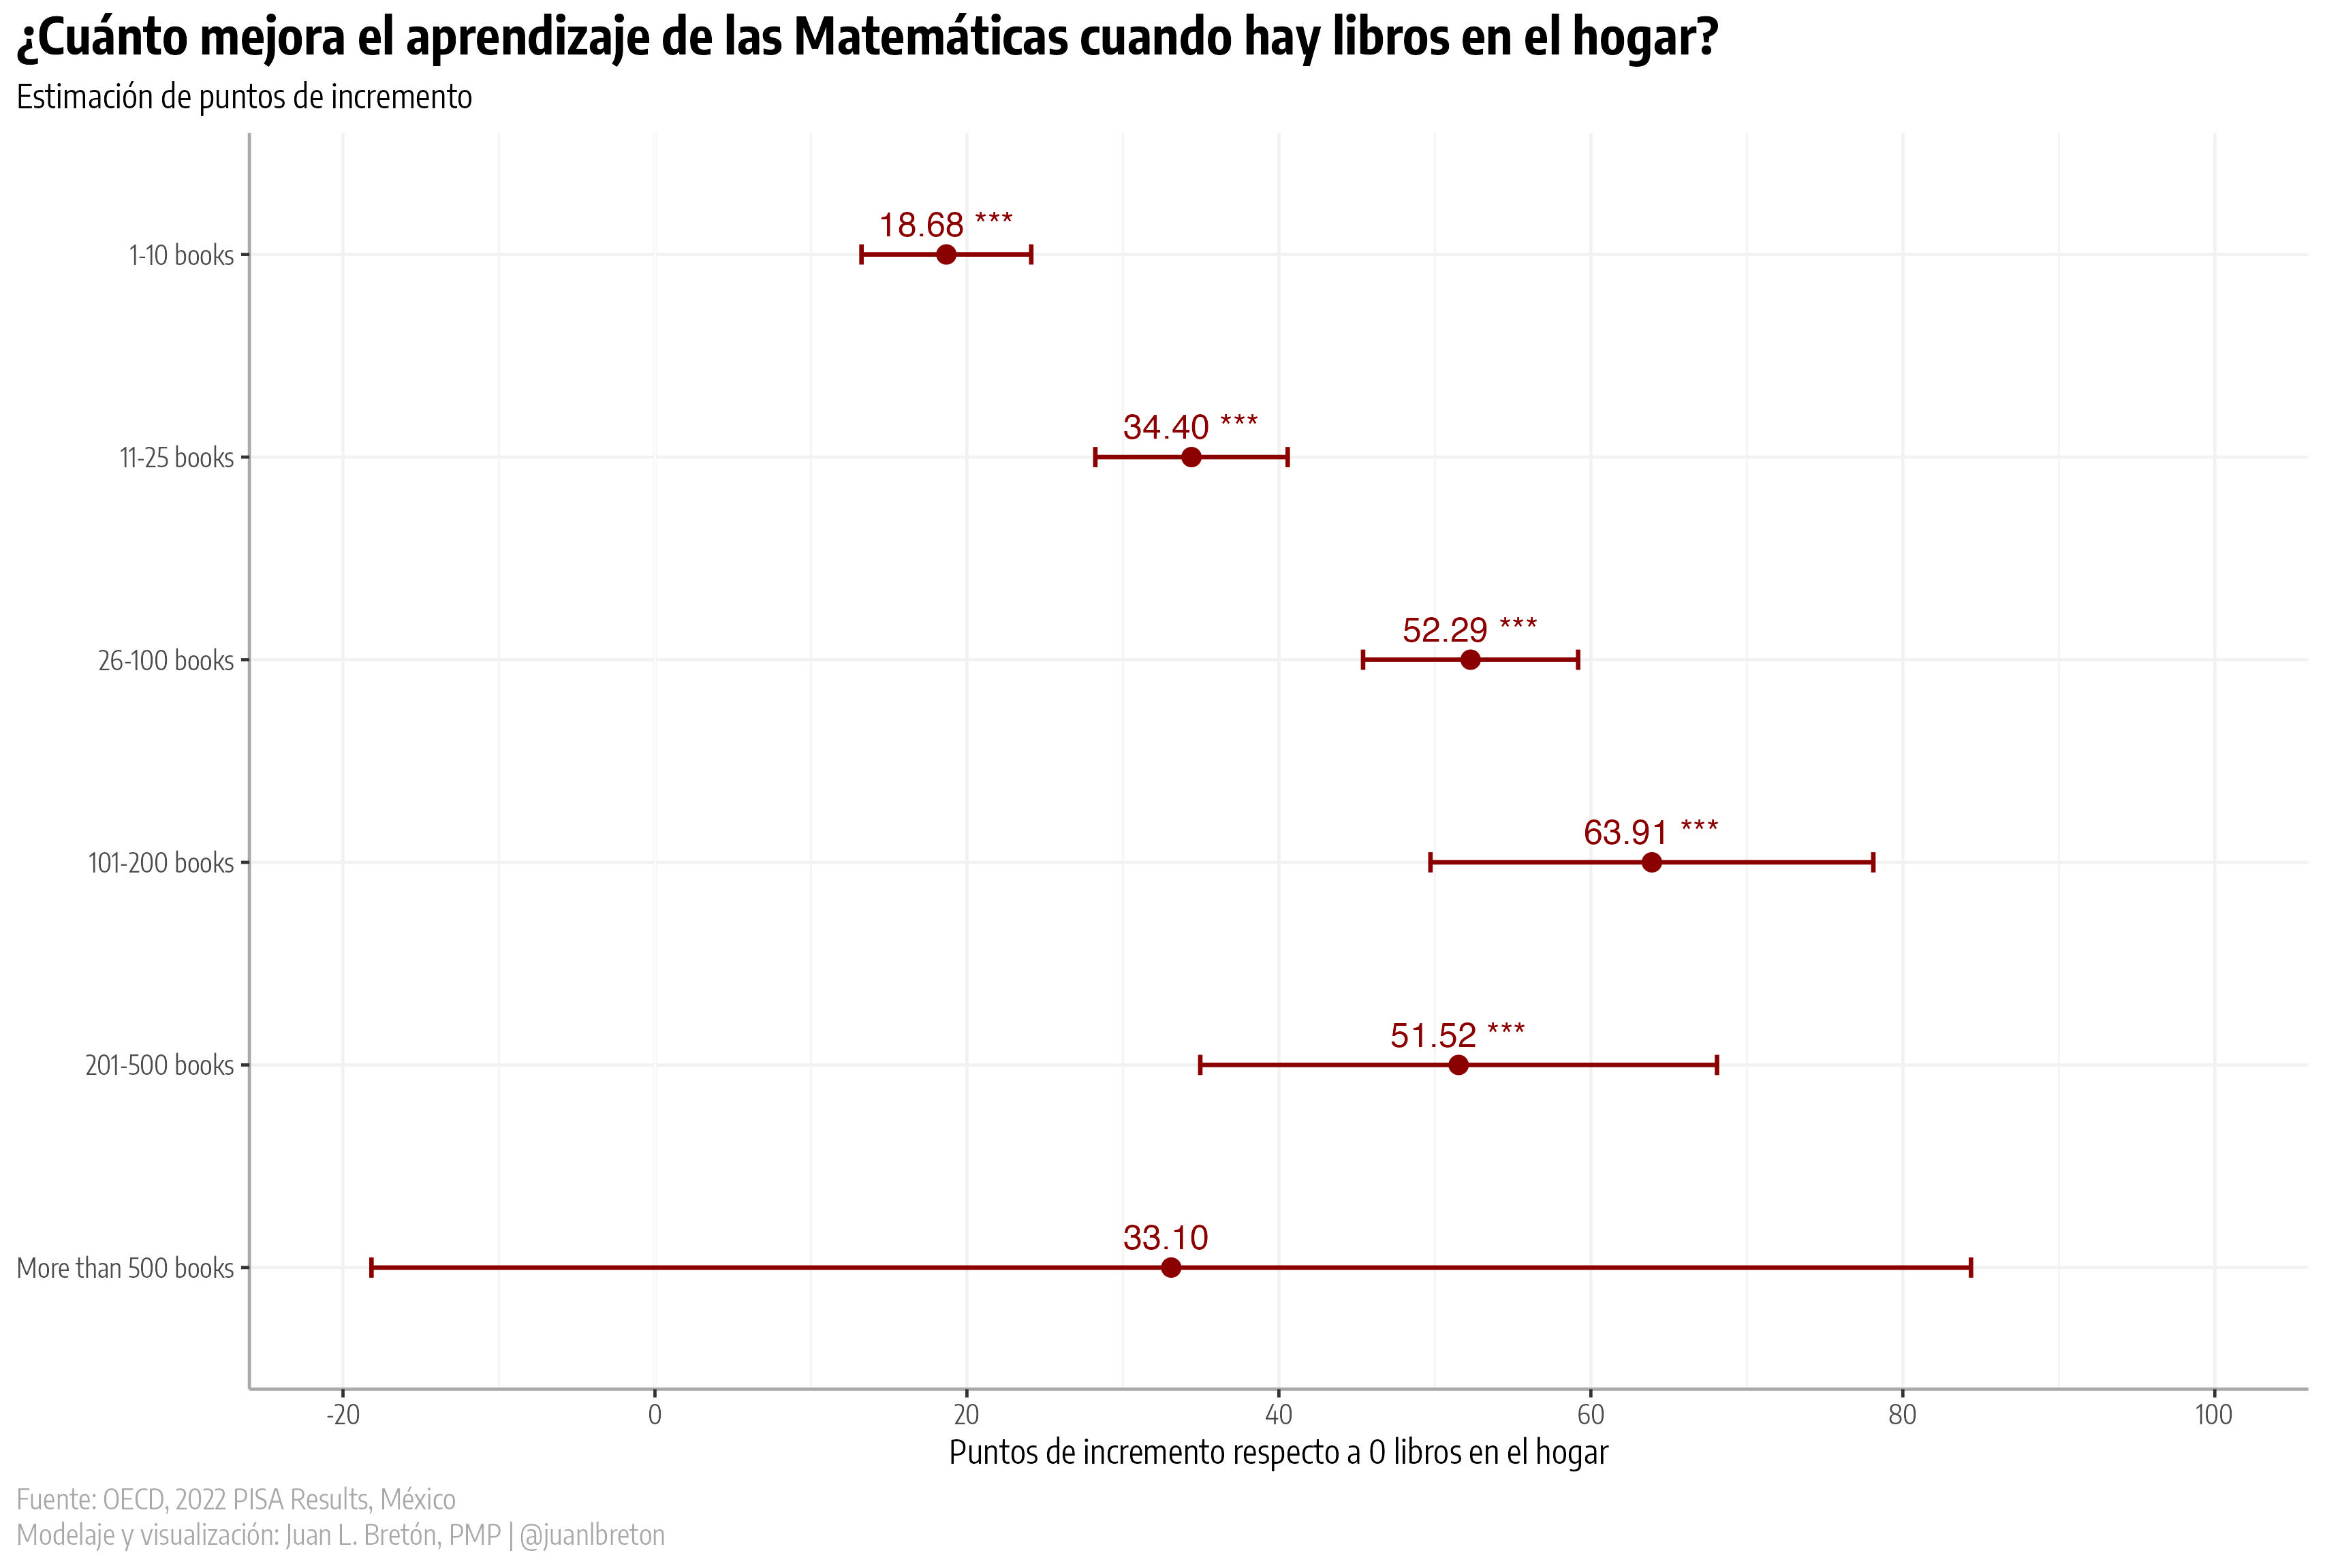 ¿Cuánto mejora el aprendizaje de las Matemáticas cuando hay libros en el hogar?
Estimación de puntos de incremento
1-10 books
18.68 ***
11-25 books
34.40 ***
26-100 books
52.29 ***
101-200 books
63.91 ***
201-500 books
51.52 ***
More than 500 books
33.10
-20 0 20 40 60 80 100
Puntos de incremento respecto a 0 libros en el hogar
Fuente: OECD, 2022 PISA Results, México
Modelaje y visualización: Juan L. Bretón, PMP | @juanlbreton